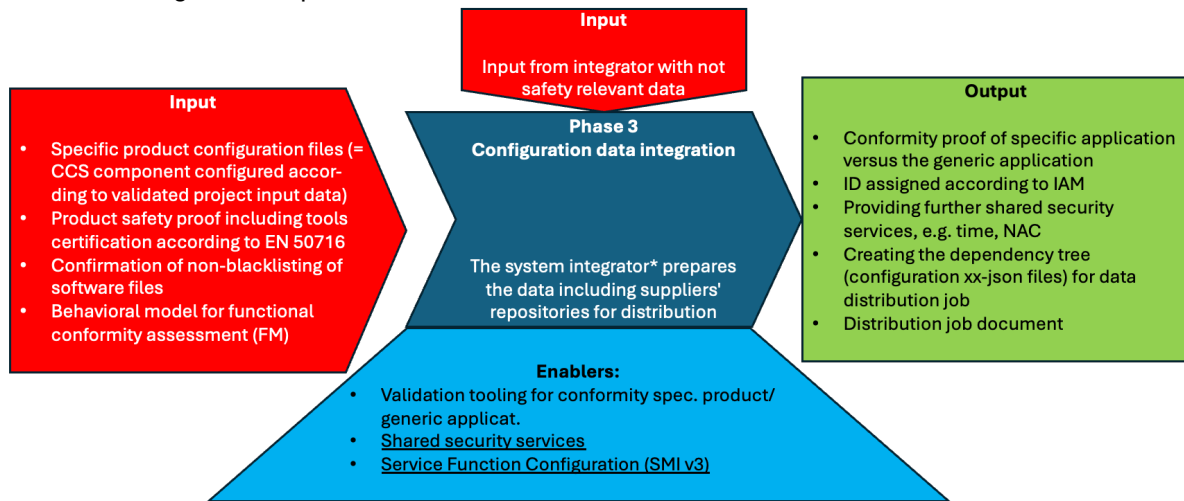 Input
Input from integrator with not
safety relevant data
Input
• Specific product configuration files (=
CCS component configured accor-
ding to validated project input data)
• Product safety proof including tools
certification according to EN 50716
• Confirmation of non-blacklisting of
software files
• Behavioral model for functional
conformity assessment (FM)
Phase 3
Configuration data integration
The system integrator* prepares
the data including suppliers'
repositories for distribution
Output
• Conformity proof of specific application
versus the generic application
• ID assigned according to IAM
• Providing further shared security
services, e.g. time, NAC
• Creating the dependency tree
(configuration xx-json files) for data
distribution job
• Distribution job document
Enablers:
• Validation tooling for conformity spec. product/
generic applicat.
• Shared security services
• Service Function Configuration (SMI v3)